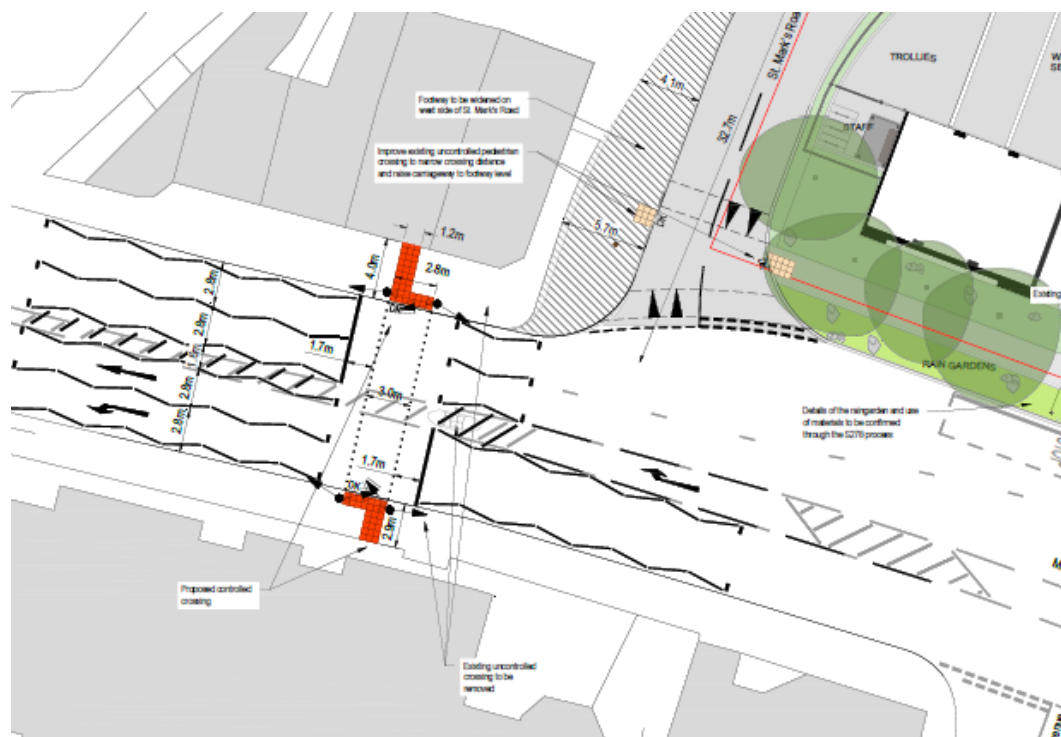 St. Mark's Road
TROLLIES
4.1m
Footway to be widened on
west side of St. Mark's Road
32.7m
STAFF
Improve existing uncontrolled pedestrian
crossing to narrow crossing distance
and raise carriageway to footway level
1.2m
5.7m
DK
4.0m
2.8m
2.8m
2.8m
2.8m
2.8m
1.7m
3.0m
Existing
RAIN GARDENS
Details of the raingarden and use
of materials to be confirmed
through the S278 process
1.7m
DK
2.9m
Proposed controlled
crossing
Existing uncontrolled
crossing to be
removed